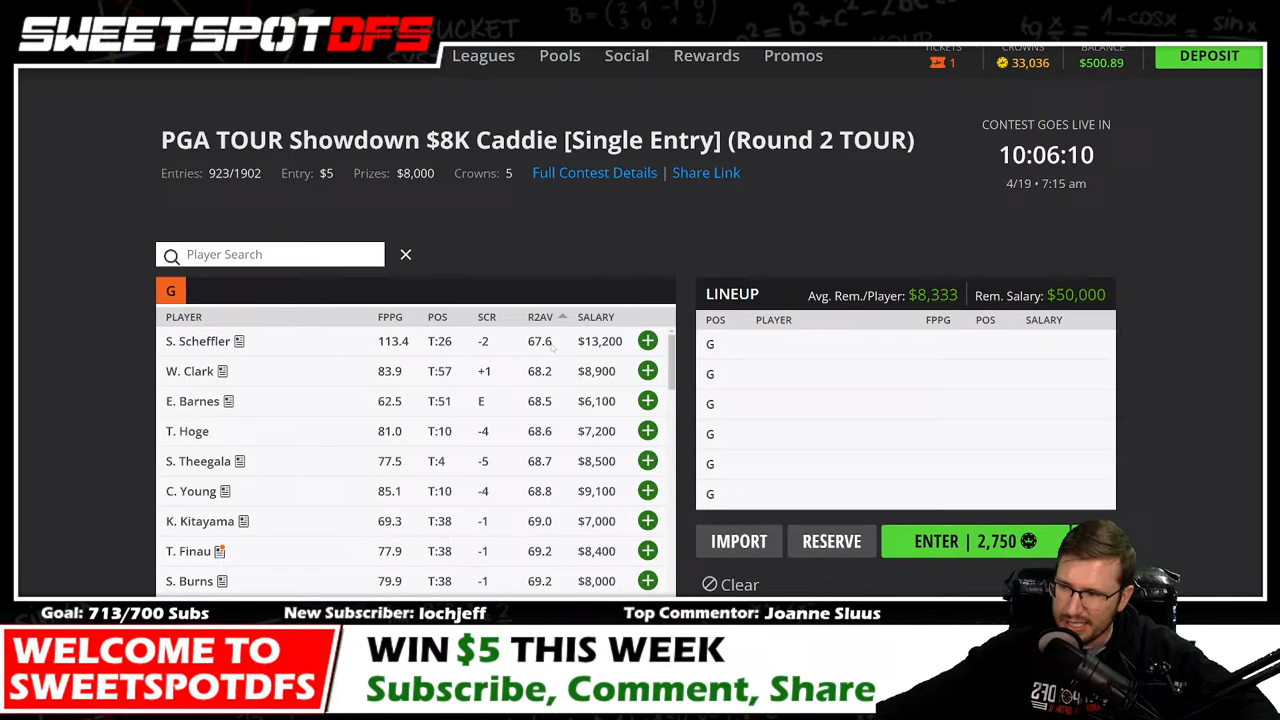 SWEETSPOTDFS
Leagues Pools Social Rewards Promos
TICKETS CROWNS BALANCE
1 33,036 $500.89 DEPOSIT
PGA TOUR Showdown $8K Caddie [Single Entry] (Round 2 TOUR)
Entries: 923/1902 Entry: $5 Prizes: $8,000 Crowns: 5 Full Contest Details | Share Link
CONTEST GOES LIVE IN
10:06:10
4/19 • 7:15 am
Player Search
G
PLAYER FPPG POS SCR R2AV SALARY
S. Scheffler 113.4 T:26 -2 67.6 $13,200
W. Clark 83.9 T:57 +1 68.2 $8,900
E. Barnes 62.5 T:51 E 68.5 $6,100
T. Hoge 81.0 T:10 -4 68.6 $7,200
S. Theegala 77.5 T:4 -5 68.7 $8,500
C. Young 85.1 T:10 -4 68.8 $9,100
K. Kitayama 69.3 T:38 -1 69.0 $7,000
T. Finau 77.9 T:38 -1 69.2 $8,400
S. Burns 79.9 T:38 -1 69.2 $8,000
LINEUP Avg. Rem./Player: $8,333 Rem. Salary: $50,000
POS PLAYER FPPG POS SALARY
G
G
G
G
G
G
IMPORT RESERVE ENTER | 2,750
Clear
Goal: 713/700 Subs New Subscriber: lochjeff Top Commentor: Joanne Sluus
WELCOME TO
SWEETSPOTDFS
WIN $5 THIS WEEK
Subscribe, Comment, Share